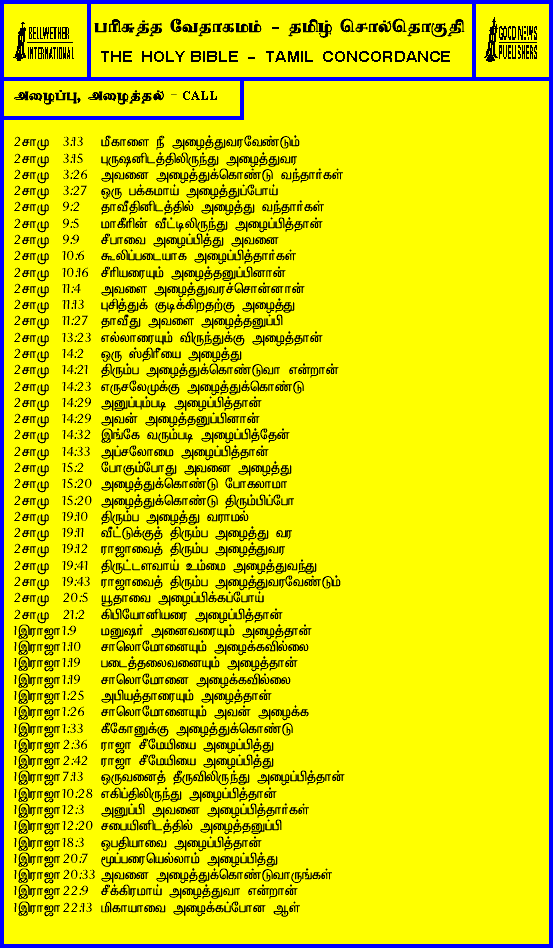 BELLWETHER
INTERNATIONAL
பரிசுத்த வேதாகமம் - தமிழ் சொல்தொகுதி
THE HOLY BIBLE - TAMIL CONCORDANCE
GOOD NEWS
PUBLISHERS
அழைப்பு, அழைத்தல் - CALL
2சாமு 3:13 மீகாளை நீ அழைத்துவரவேண்டும்
2சாமு 3:15 புருஷனிடத்திலிருந்து அழைத்துவர
2சாமு 3:26 அவனை அழைத்துக்கொண்டு வந்தார்கள்
2சாமு 3:27 ஒரு பக்கமாய் அழைத்துப்போய்
2சாமு 9:2 தாவீதினிடத்தில் அழைத்து வந்தார்கள்
2சாமு 9:5 மாகீரின் வீட்டிலிருந்து அழைப்பித்தான்
2சாமு 9:9 சீபாவை அழைப்பித்து அவனை
2சாமு 10:6 கூலிப்படையாக அழைப்பித்தார்கள்
2சாமு 10:16 சீரியரையும் அழைத்தனுப்பினான்
2சாமு 11:4 அவளை அழைத்துவரச்சொன்னான்
2சாமு 11:13 புசித்துக் குடிக்கிறதற்கு அழைத்து
2சாமு 11:27 தாவீது அவளை அழைத்தனுப்பி
2சாமு 13:23 எல்லாரையும் விருந்துக்கு அழைத்தான்
2சாமு 14:2 ஒரு ஸ்திரீயை அழைத்து
2சாமு 14:21 திரும்ப அழைத்துக்கொண்டுவா என்றான்
2சாமு 14:23 எருசலேமுக்கு அழைத்துக்கொண்டு
2சாமு 14:29 அனுப்பும்படி அழைப்பித்தான்
2சாமு 14:29 அவன் அழைத்தனுப்பினான்
2சாமு 14:32 இங்கே வரும்படி அழைப்பித்தேன்
2சாமு 14:33 அப்சலோமை அழைப்பித்தான்
2சாமு 15:2 போகும்போது அவனை அழைத்து
2சாமு 15:20 அழைத்துக்கொண்டு போகலாமா
2சாமு 15:20 அழைத்துக்கொண்டு திரும்பிப்போ
2சாமு 19:10 திரும்ப அழைத்து வராமல்
2சாமு 19:11 வீட்டுக்குத் திரும்ப அழைத்து வர
2சாமு 19:12 ராஜாவைத் திரும்ப அழைத்துவர
2சாமு 19:41 திருட்டளவாய் உம்மை அழைத்துவந்து
2சாமு 19:43 ராஜாவைத் திரும்ப அழைத்துவரவேண்டும்
2சாமு 20:5 யூதாவை அழைப்பிக்கப்போய்
2சாமு 21:2 கிபியோனியரை அழைப்பித்தான்
1இராஜா 1:9 மனுஷர் அனைவரையும் அழைத்தான்
1இராஜா 1:10 சாலொமோனையும் அழைக்கவில்லை
1இராஜா 1:19 படைத்தலைவனையும் அழைத்தான்
1இராஜா 1:19 சாலொமோனை அழைக்கவில்லை
1இராஜா 1:25 அபியத்தாரையும் அழைத்தான்
1இராஜா 1:26 சாலொமோனையும் அவன் அழைக்க
1இராஜா 1:33 கீகோனுக்கு அழைத்துக்கொண்டு
1இராஜா 2:36 ராஜா சீமேயியை அழைப்பித்து
1இராஜா 2:42 ராஜா சீமேயியை அழைப்பித்து
1இராஜா 7:13 ஒருவனைத் தீருவிலிருந்து அழைப்பித்தான்
1இராஜா 10:28 எகிப்திலிருந்து அழைப்பித்தான்
1இராஜா 12:3 அனுப்பி அவனை அழைப்பித்தார்கள்
1இராஜா 12:20 சபையினிடத்தில் அழைத்தனுப்பி
1இராஜா 18:3 ஒபதியாவை அழைப்பித்தான்
1இராஜா 20:7 மூப்பரையெல்லாம் அழைப்பித்து
1இராஜா 20:33 அவனை அழைத்துக்கொண்டுவாருங்கள்
1இராஜா 22:9 சீக்கிரமாய் அழைத்துவா என்றான்
1இராஜா 22:13 மிகாயாவை அழைக்கப்போன ஆள்